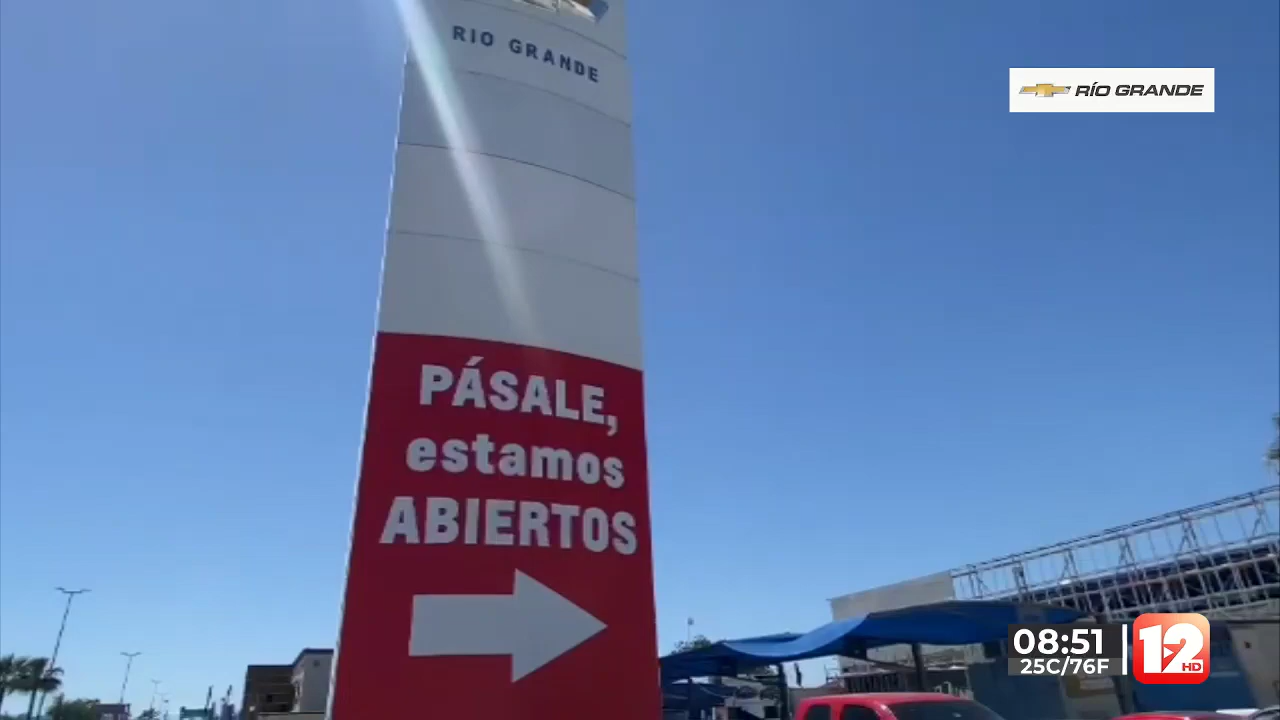 RIO GRANDE
RÍO GRANDE
PÁSALE,
estamos
ABIERTOS
08:51
25C/76F
12
HD